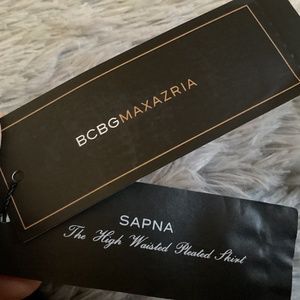 BCBGMAXAZRIA
SAPNA
The High Waisted Pleated Skirt